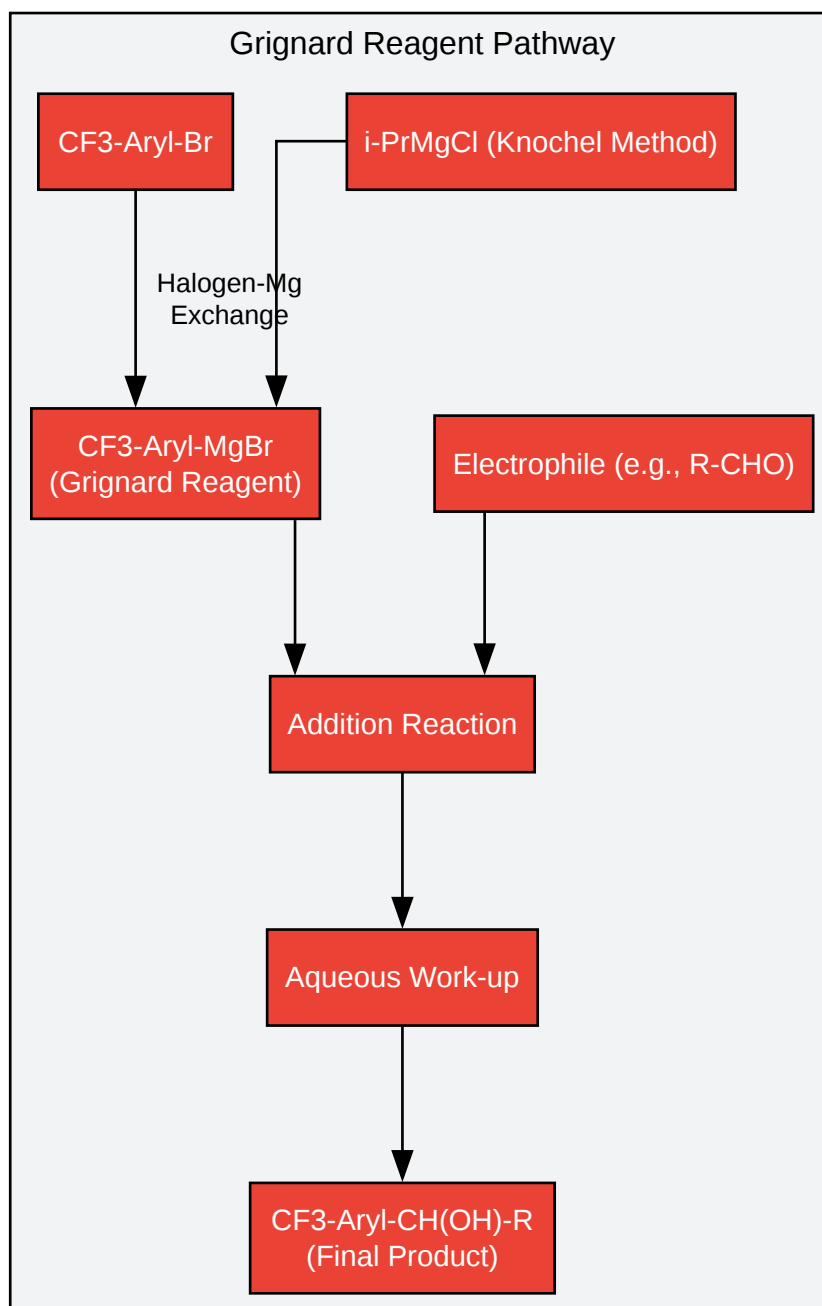 Grignard Reagent Pathway
CF3-Aryl-Br
i-PrMgCl (Knochel Method)
Halogen-Mg
Exchange
CF3-Aryl-MgBr
(Grignard Reagent)
Electrophile (e.g., R-CHO)
Addition Reaction
Aqueous Work-up
CF3-Aryl-CH(OH)-R
(Final Product)